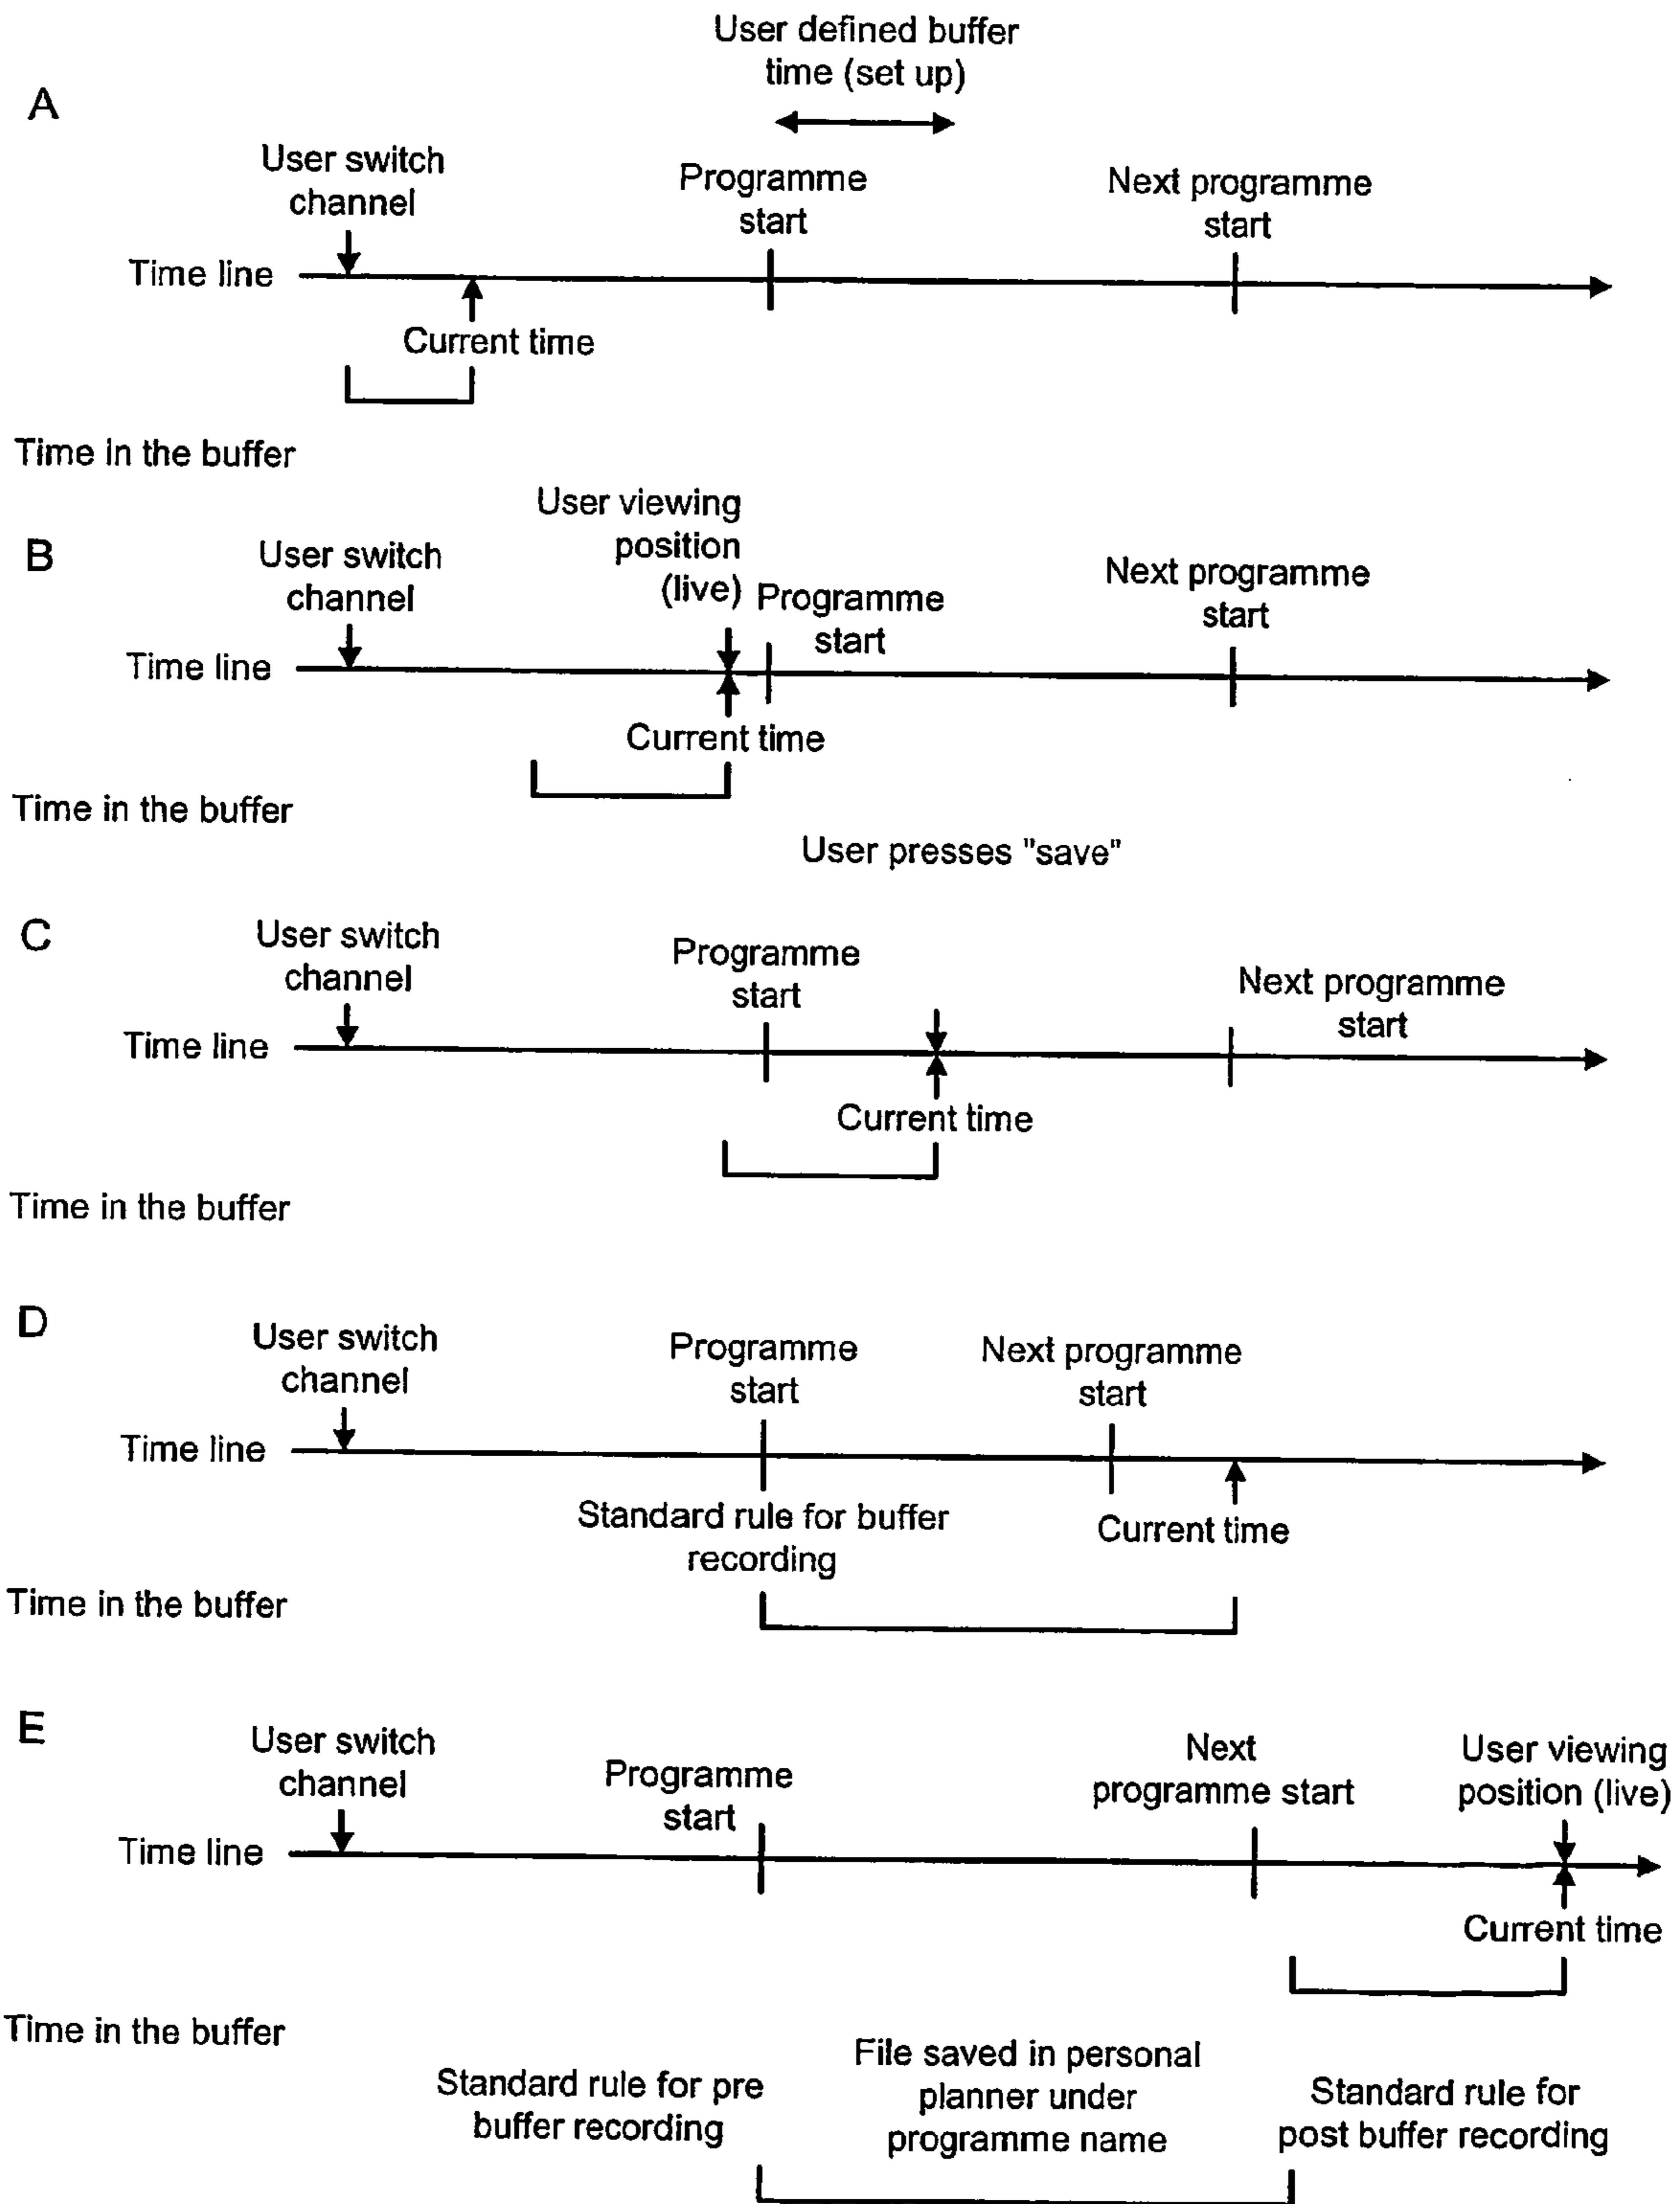 User defined buffer
time (set up)
A
User switch
channel
Programme
start
Next programme
start
Time line
Current time
Time in the buffer
User viewing
position
(live)
B
User switch
channel
Programme
start
Next programme
start
Time line
Current time
Time in the buffer
User presses "save"
C
User switch
channel
Programme
start
Next programme
start
Time line
Current time
Time in the buffer
D
User switch
channel
Programme
start
Next programme
start
Time line
Standard rule for buffer
recording
Current time
Time in the buffer
E
User switch
channel
Programme
start
Next
programme start
User viewing
position (live)
Time line
Current time
Time in the buffer
Standard rule for pre
buffer recording
File saved in personal
planner under
programme name
Standard rule for
post buffer recording